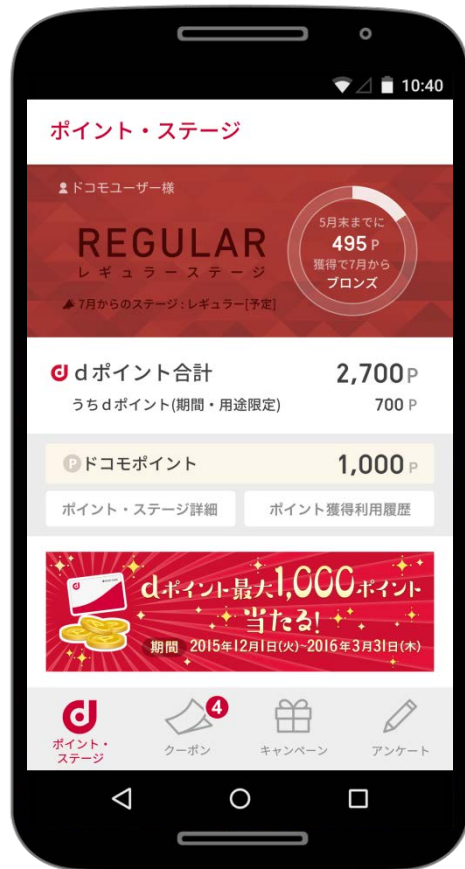 10:40
ポイント・ステージ
ドコモユーザー様
REGULAR
レギュラーステージ
7月からのステージ：レギュラー[予定]
5月末までに
495 P
獲得で7月から
ブロンズ
d dポイント合計 2,700P
うちdポイント(期間・用途限定) 700 P
P ドコモポイント 1,000 P
ポイント・ステージ詳細 ポイント獲得利用履歴
dポイント最大1,000ポイント
当たる!
期間 2015年12月1日(火)~2016年3月31日(木)
d
ポイント・
ステージ
4
クーポン
キャンペーン
アンケート